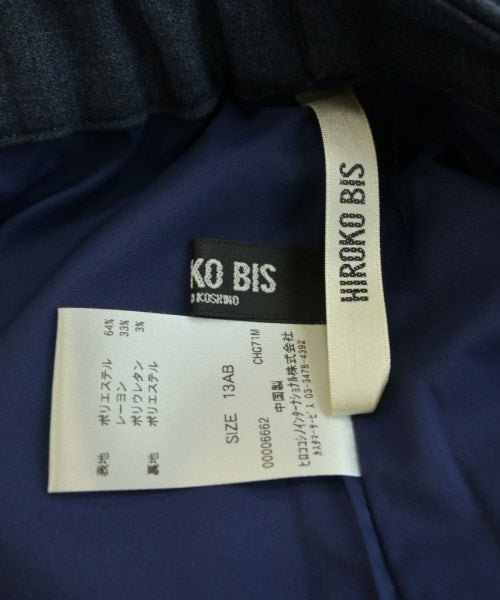 HIROKO BIS
KO BIS
KOSHINO
表地 ポリエステル 64%
レーヨン 33%
ポリウレタン 3%
裏地 ポリエステル
SIZE 13AB
CHG71M
00006662 中国製
ヒロココシノインターナショナル株式会社
カスタマーサービス 03-3478-4392